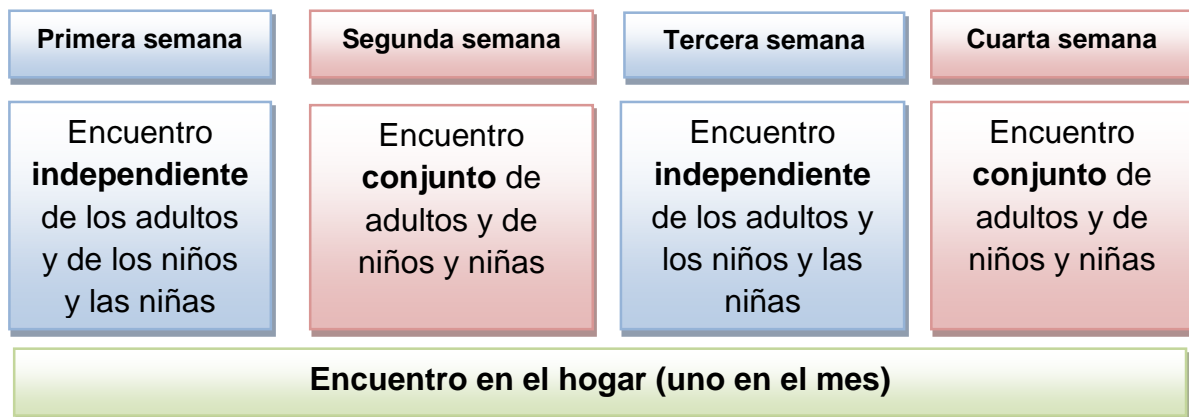 Primera semana
Segunda semana
Tercera semana
Cuarta semana
Encuentro
independiente
de los adultos
y de los niños
y las niñas
Encuentro
conjunto de
adultos y de
niños y niñas
Encuentro
independiente
de los adultos y
los niños y las
niñas
Encuentro
conjunto de
adultos y de
niños y niñas
Encuentro en el hogar (uno en el mes)